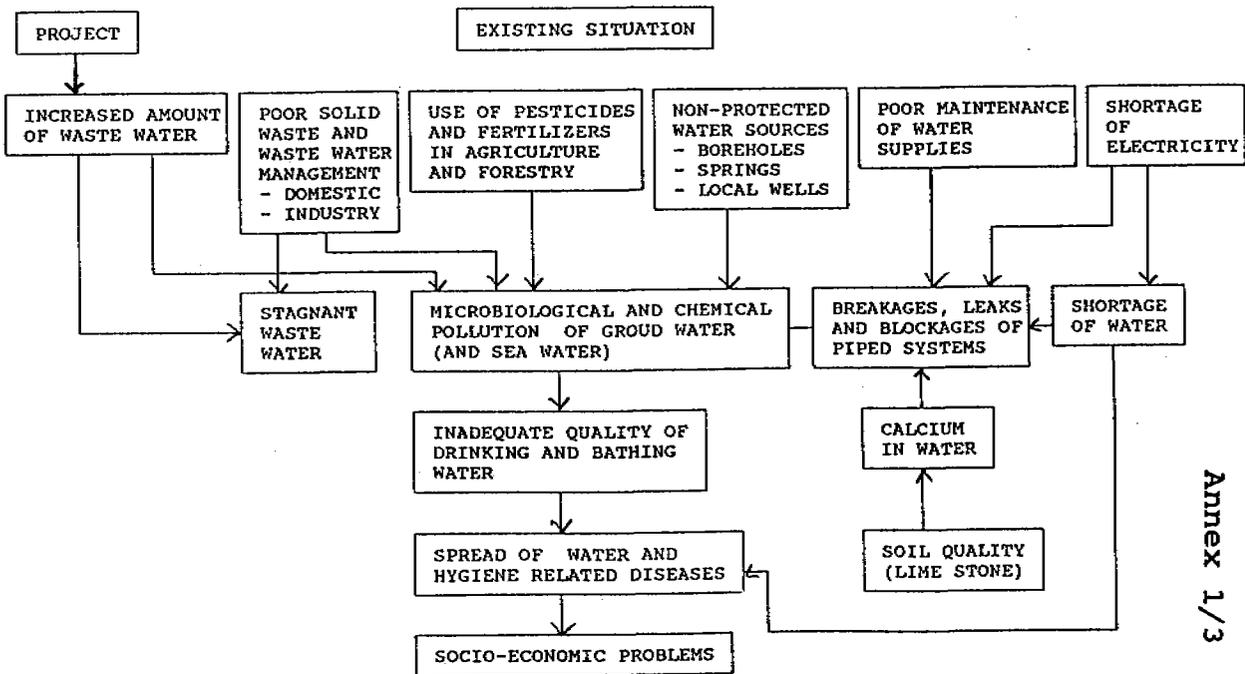 PROJECT
EXISTING SITUATION
INCREASED AMOUNT
OF WASTE WATER
POOR SOLID
WASTE AND
WASTE WATER
MANAGEMENT
- DOMESTIC
- INDUSTRY
USE OF PESTICIDES
AND FERTILIZERS
IN AGRICULTURE
AND FORESTRY
NON-PROTECTED
WATER SOURCES
- BOREHOLES
- SPRINGS
- LOCAL WELLS
POOR MAINTENANCE
OF WATER
SUPPLIES
SHORTAGE
OF
ELECTRICITY
STAGNANT
WASTE
WATER
MICROBIOLOGICAL AND CHEMICAL
POLLUTION OF GROUD WATER
(AND SEA WATER)
BREAKAGES, LEAKS
AND BLOCKAGES OF
PIPED SYSTEMS
SHORTAGE
OF WATER
INADEQUATE QUALITY OF
DRINKING AND BATHING
WATER
CALCIUM
IN WATER
SPREAD OF WATER AND
HYGIENE RELATED DISEASES
SOIL QUALITY
(LIME STONE)
SOCIO-ECONOMIC PROBLEMS
Annex 1/3